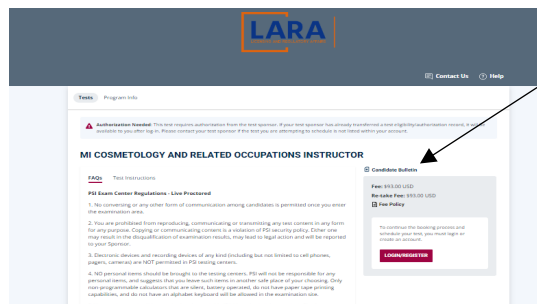 LARA
Contact Us
Help
Tests Program Info
Authorization Needed: This test requires authorization from the test sponsor. If your test sponsor has already transferred a test eligibility/authorization record, it will be
available to you after log in. Please contact your test sponsor if the test you are attempting to schedule is not listed within your account.
MI COSMETOLOGY AND RELATED OCCUPATIONS INSTRUCTOR
FAQs Test Instructions
PSI Exam Center Regulations - Live Proctored
1. No conversing or any other form of communication among candidates is permitted once you enter
the examination area.
2. You are prohibited from reproducing, communicating or transmitting any test content in any form
for any purpose. Copying or communicating content is a violation of PSI security policy. Either one
may result in the disqualification of examination results, may lead to legal action and will be reported
to your Sponsor.
3. Electronic devices and recording devices of any kind (including but not limited to cell phones,
pagers, cameras) are NOT permitted in PSI testing centers.
4. NO personal items should be brought to the testing centers. PSI will not be responsible for any
personal items, and suggests that you leave such items in another safe place of your choosing. Only
non-programmable calculators that are silent, battery operated, do not have paper tape printing
capabilities, and do not have an alphabet keyboard will be allowed in the examination site.
Candidate Bulletin
Fee: $93.00 USD
Re-take Fee: $93.00 USD
Fee Policy
To continue the booking process and
schedule your test, you must login or
create an account.
LOGIN/REGISTER